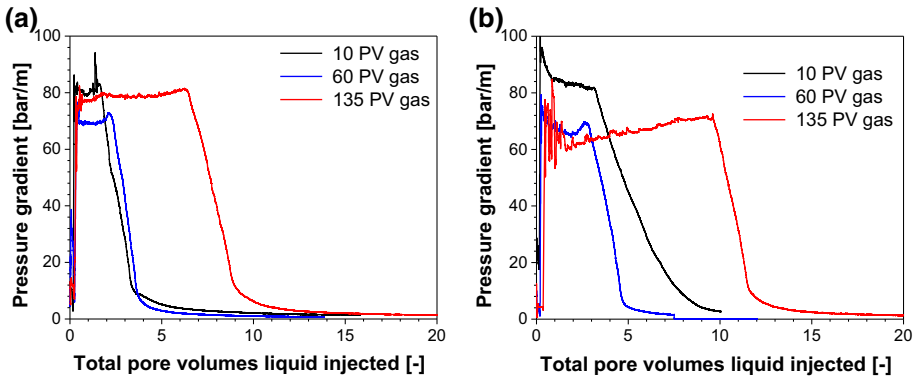 (a)
Pressure gradient [bar/m]
100
80
60
40
20
0
10 PV gas
60 PV gas
135 PV gas
0 5 10 15 20
Total pore volumes liquid injected [-]
(b)
Pressure gradient [bar/m]
100
80
60
40
20
0
10 PV gas
60 PV gas
135 PV gas
0 5 10 15 20
Total pore volumes liquid injected [-]